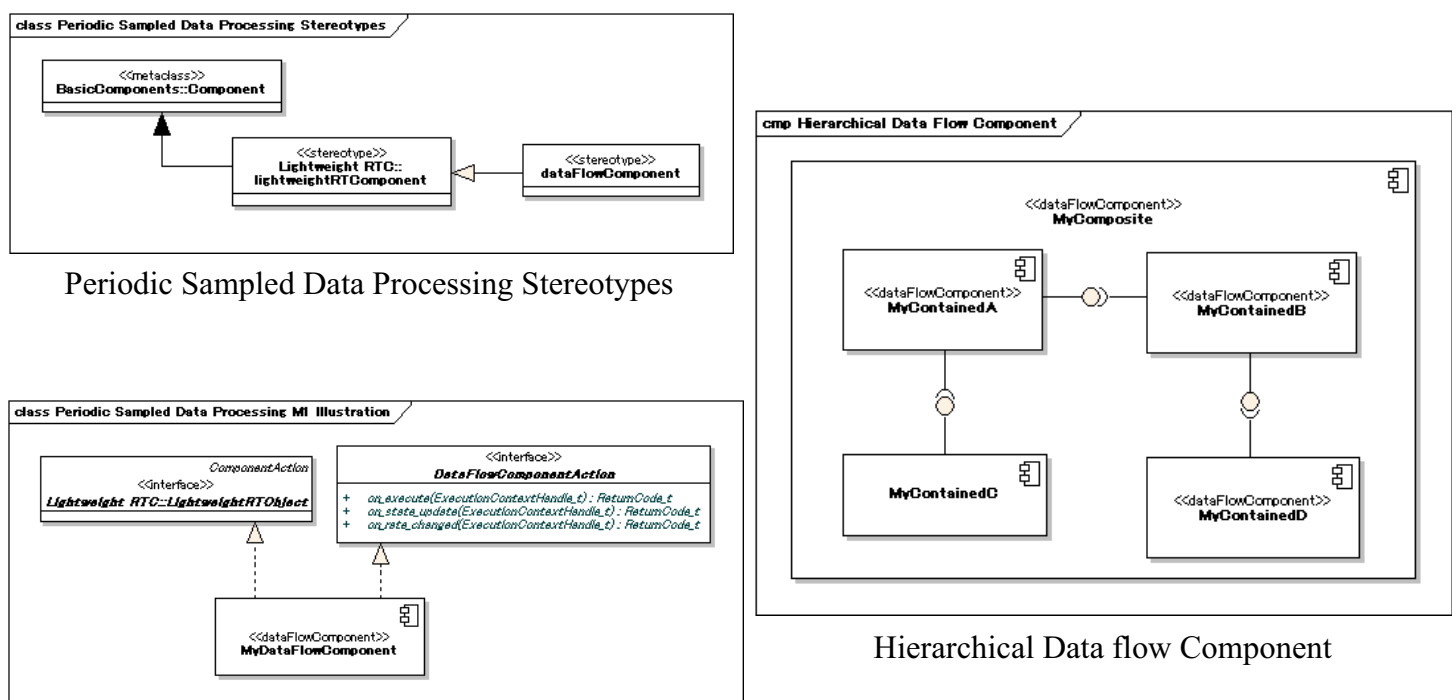 class Periodic Sampled Data Processing Stereotypes
<<metaclass>>
BasicComponents::Component
<<stereotype>>
Lightweight RTC::
lightweightRTComponent
<<stereotype>>
dataFlowComponent
Periodic Sampled Data Processing Stereotypes
class Periodic Sampled Data Processing M1 Illustration
ComponentAction
<<interface>>
Lightweight RTC::LightweightRTObject
<<interface>>
DataFlowComponentAction
+ on_execute(ExecutionContextHandle_t) : ReturnCode_t
+ on_state_update(ExecutionContextHandle_t) : ReturnCode_t
+ on_rate_changed(ExecutionContextHandle_t) : ReturnCode_t
<<dataFlowComponent>>
MyDataFlowComponent
cmp Hierarchical Data Flow Component
<<dataFlowComponent>>
MyComposite
<<dataFlowComponent>>
MyContainedA
<<dataFlowComponent>>
MyContainedB
MyContainedC
<<dataFlowComponent>>
MyContainedD
Hierarchical Data flow Component